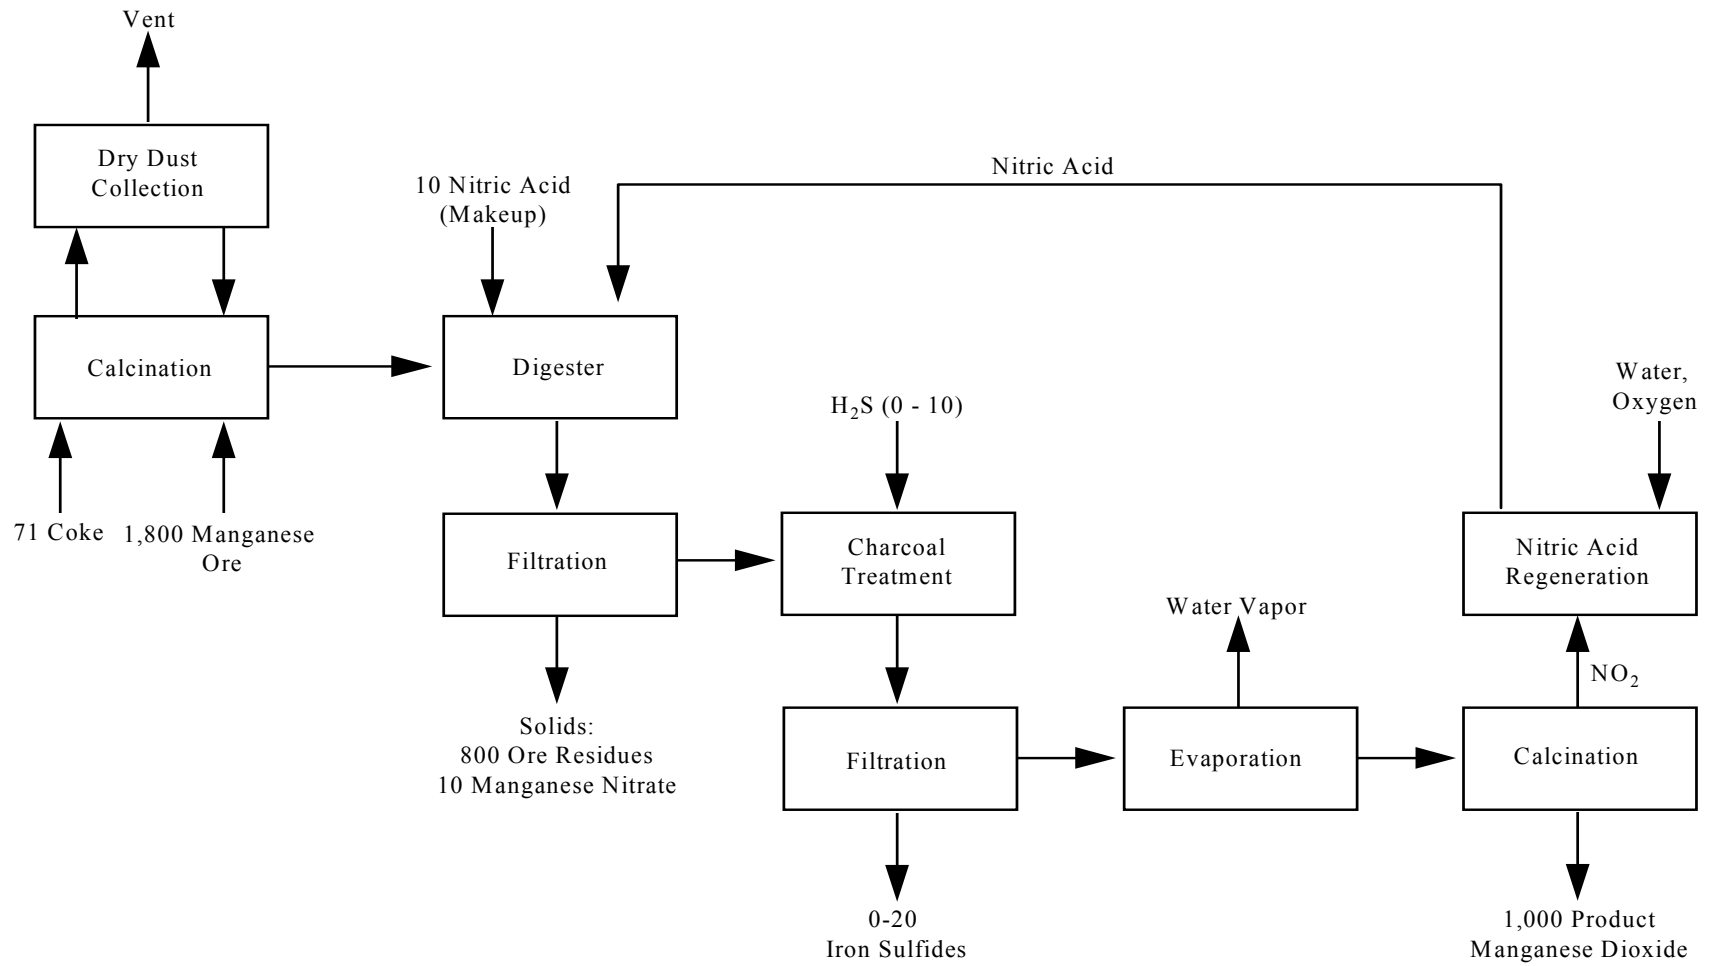 Vent
Dry Dust
Collection
Nitric Acid
10 Nitric Acid
(Makeup)
Calcination
Digester
Water,
Oxygen
H₂S (0 - 10)
71 Coke
1,800 Manganese
Ore
Filtration
Charcoal
Treatment
Nitric Acid
Regeneration
Water Vapor
NO₂
Solids:
800 Ore Residues
10 Manganese Nitrate
Filtration
Evaporation
Calcination
0-20
Iron Sulfides
1,000 Product
Manganese Dioxide